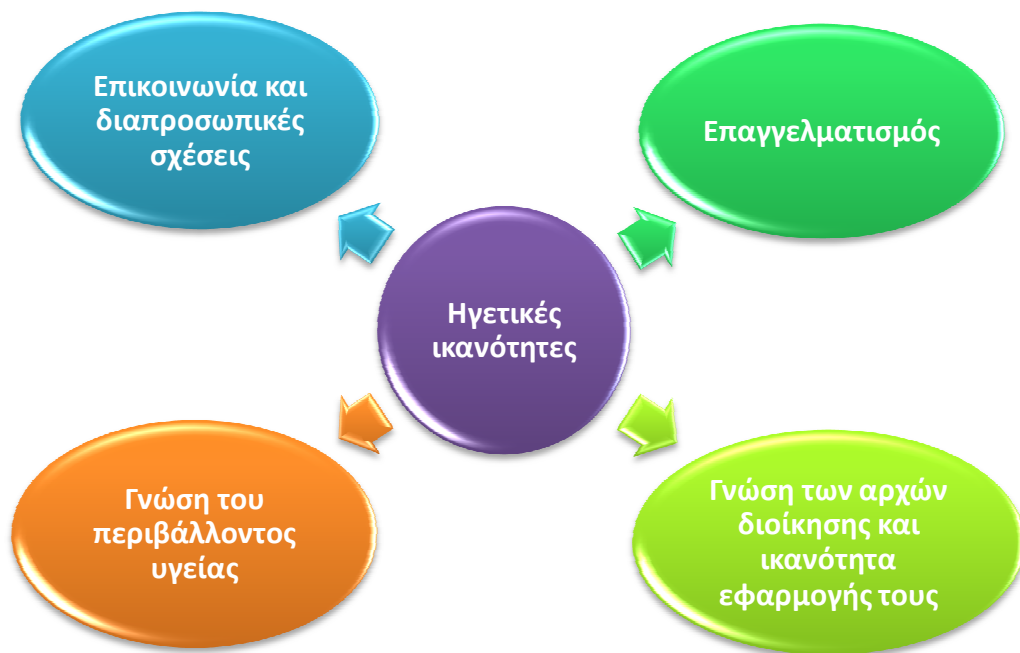 Επικοινωνία και
διαπροσωπικές
σχέσεις
Επαγγελματισμός
Ηγετικές
ικανότητες
Γνώση του
περιβάλλοντος
υγείας
Γνώση των αρχών
διοίκησης και
ικανότητα
εφαρμογής τους